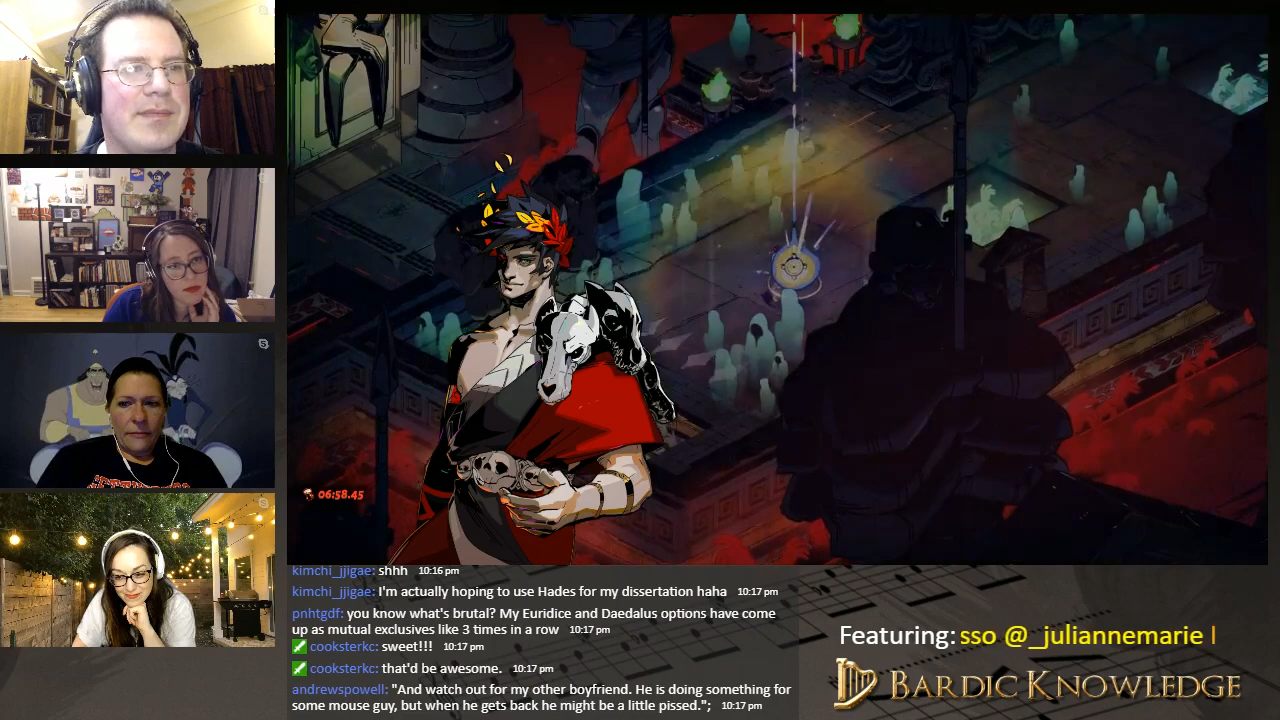 06:58.45
kimchi_jjigae: shhh 10:16 pm
kimchi_jjigae: I'm actually hoping to use Hades for my dissertation haha 10:17 pm
pnhtgdf: you know what's brutal? My Euridice and Daedalus options have come
up as mutual exclusives like 3 times in a row 10:17 pm
cooksterkc: sweet!!! 10:17 pm
cooksterkc: that'd be awesome. 10:17 pm
andrewspowell: "And watch out for my other boyfriend. He is doing something for
some mouse guy, but when he gets back he might be a little pissed."; 10:17 pm
Featuring: sso @_juliannemarie I
BARDIC KNOWLEDGE